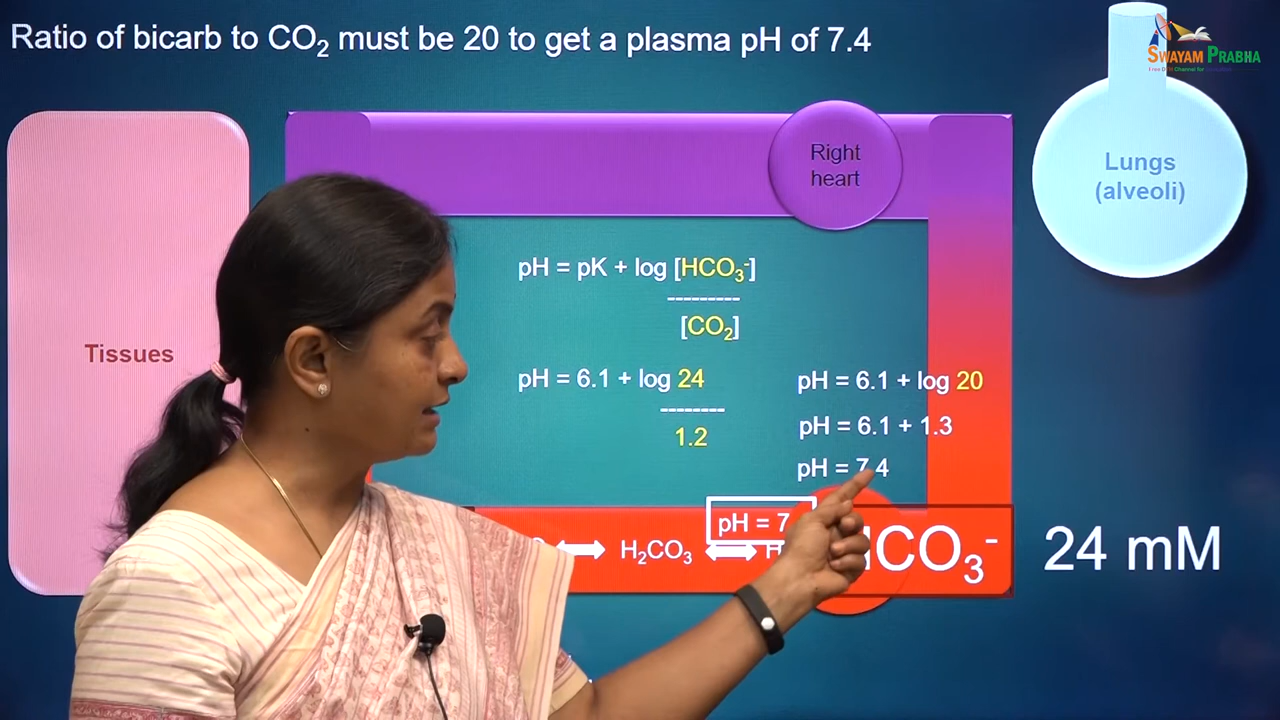 Ratio of bicarb to CO₂ must be 20 to get a plasma pH of 7.4
SWAYAM PRABHA
Right
heart
Lungs
(alveoli)
Tissues
pH = pK + log [HCO₃⁻]
---------
[CO₂]
pH = 6.1 + log 24
--------
1.2
pH = 6.1 + log 20
pH = 6.1 + 1.3
pH = 7.4
pH = 7
H₂CO₃
HCO₃⁻
24 mM